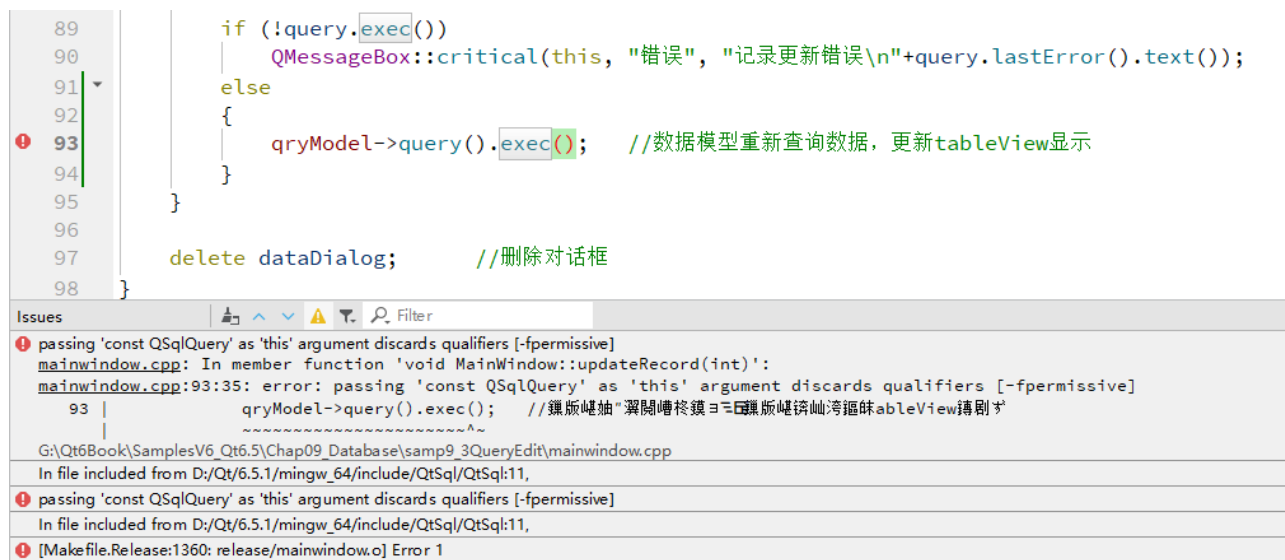 89 if (!query.exec())
90 QMessageBox::critical(this, "错误", "记录更新错误\n"+query.lastError().text());
91 else
92 {
93 qryModel->query().exec(); //数据模型重新查询数据，更新tableView显示
94 }
95 }
96
97 delete dataDialog; //删除对话框
98 }
Issues Filter
passing 'const QSqlQuery' as 'this' argument discards qualifiers [-fpermissive]
mainwindow.cpp: In member function 'void MainWindow::updateRecord(int)':
mainwindow.cpp:93:35: error: passing 'const QSqlQuery' as 'this' argument discards qualifiers [-fpermissive]
93 | qryModel->query().exec(); //
| ~~~~~~~~~~~~~~~~~~~~~~^~
G:\Qt6Book\SamplesV6_Qt6.5\Chap09_Database\samp9_3QueryEdit\mainwindow.cpp
In file included from D:/Qt/6.5.1/mingw_64/include/QtSql/QtSql:11,
passing 'const QSqlQuery' as 'this' argument discards qualifiers [-fpermissive]
In file included from D:/Qt/6.5.1/mingw_64/include/QtSql/QtSql:11,
[Makefile.Release:1360: release/mainwindow.o] Error 1